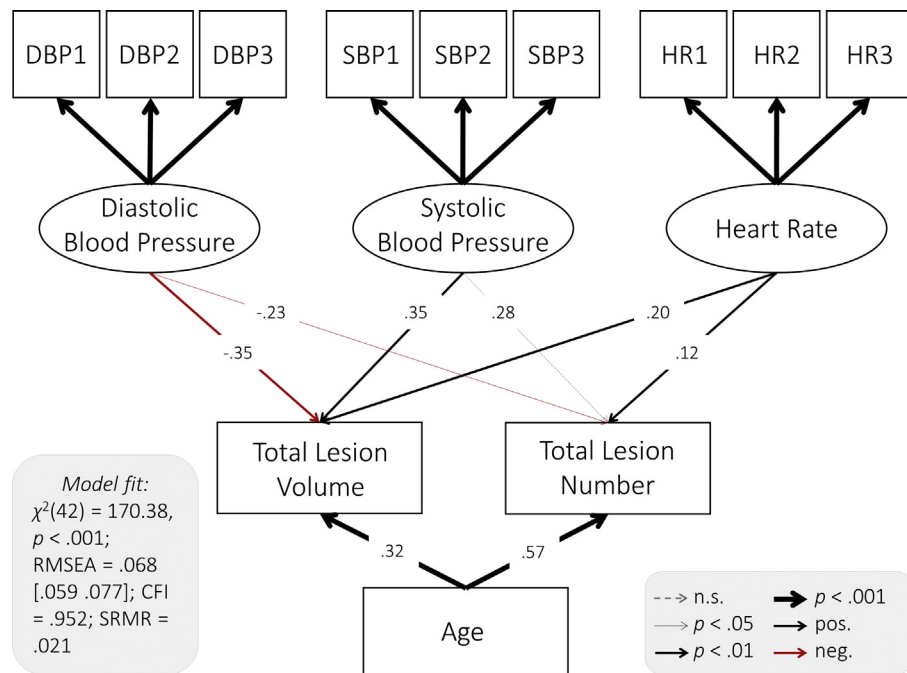 DBP1 DBP2 DBP3 SBP1 SBP2 SBP3 HR1 HR2 HR3
Diastolic
Blood Pressure
Systolic
Blood Pressure
Heart Rate
-.23 .35 .28 .20
-.35 .12
Total Lesion
Volume
Total Lesion
Number
.32 .57
Age
Model fit:
χ²(42) = 170.38,
p < .001;
RMSEA = .068
[.059 .077]; CFI
= .952; SRMR =
.021
n.s. p < .001
p < .05 pos.
p < .01 neg.